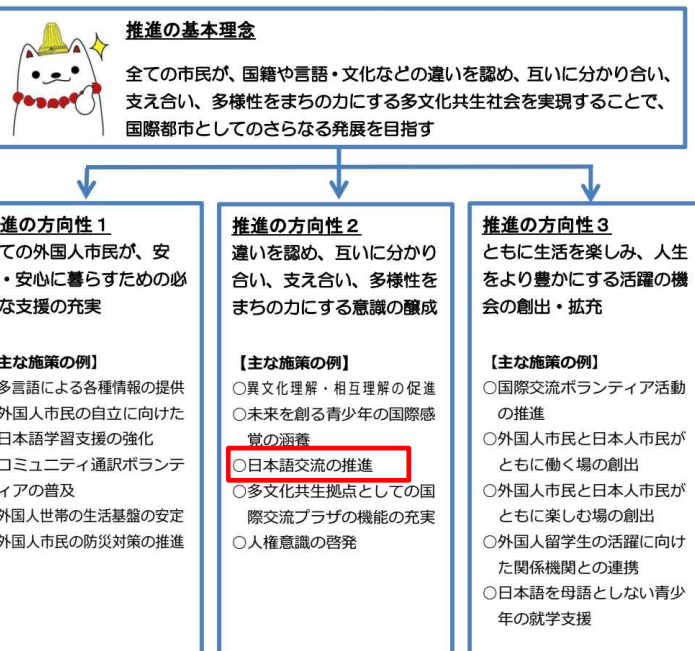 推進の基本理念
全ての市民が、国籍や言語・文化などの違いを認め、互いに分かり合い、
支え合い、多様性をまちの力にする多文化共生社会を実現することで、
国際都市としてのさらなる発展を目指す
進の方向性1
ての外国人市民が、安
・安心に暮らすための必
な支援の充実
主な施策の例】
多言語による各種情報の提供
外国人市民の自立に向けた
日本語学習支援の強化
コミュニティ通訳ボランテ
ィアの普及
外国人世帯の生活基盤の安定
外国人市民の防災対策の推進
推進の方向性2
違いを認め、互いに分かり
合い、支え合い、多様性を
まちの力にする意識の醸成
【主な施策の例】
○異文化理解・相互理解の促進
○未来を創る青少年の国際感
覚の涵養
○日本語交流の推進
○多文化共生拠点としての国
際交流プラザの機能の充実
○人権意識の啓発
推進の方向性3
ともに生活を楽しみ、人生
をより豊かにする活躍の機
会の創出・拡充
【主な施策の例】
○国際交流ボランティア活動
の推進
○外国人市民と日本人市民が
ともに働く場の創出
○外国人市民と日本人市民が
ともに楽しむ場の創出
○外国人留学生の活躍に向け
た関係機関との連携
○日本語を母語としない青少
年の就学支援